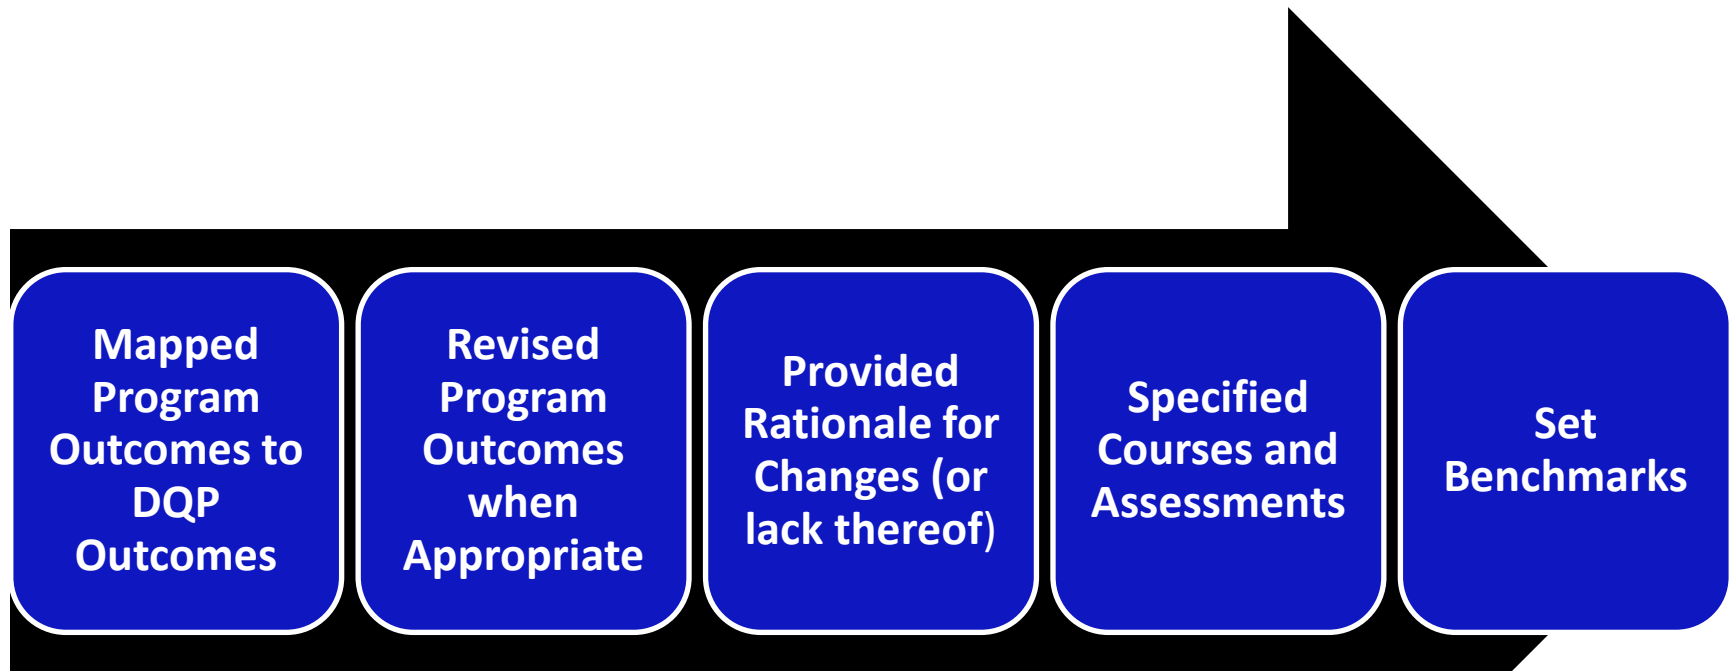 Mapped
Program
Outcomes to
DQP
Outcomes
Revised
Program
Outcomes
when
Appropriate
Provided
Rationale for
Changes (or
lack thereof)
Specified
Courses and
Assessments
Set
Benchmarks